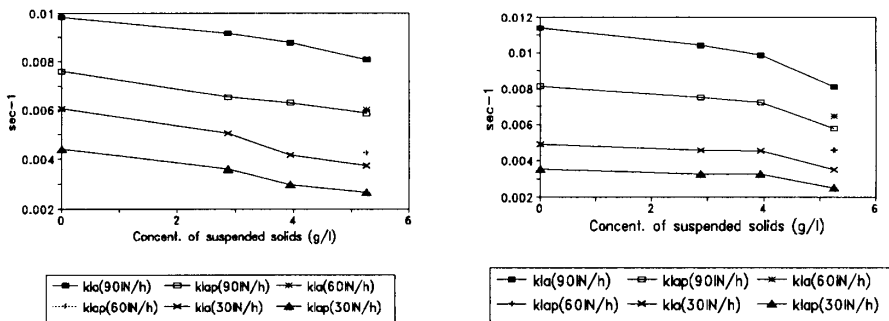 0.01
0.008
0.006
0.004
0.002
sec-1
0 2 4 6
Concent. of suspended solids (g/l)
kla(90lN/h) klap(90lN/h) kla(60lN/h)
klap(60lN/h) kla(30lN/h) klap(30lN/h)
0.012
0.01
0.008
0.006
0.004
0.002
sec-1
0 2 4 6
Concent. of suspended solids (g/l)
kla(90lN/h) klap(90lN/h) kla(60lN/h)
klap(60lN/h) kla(30lN/h) klap(30lN/h)